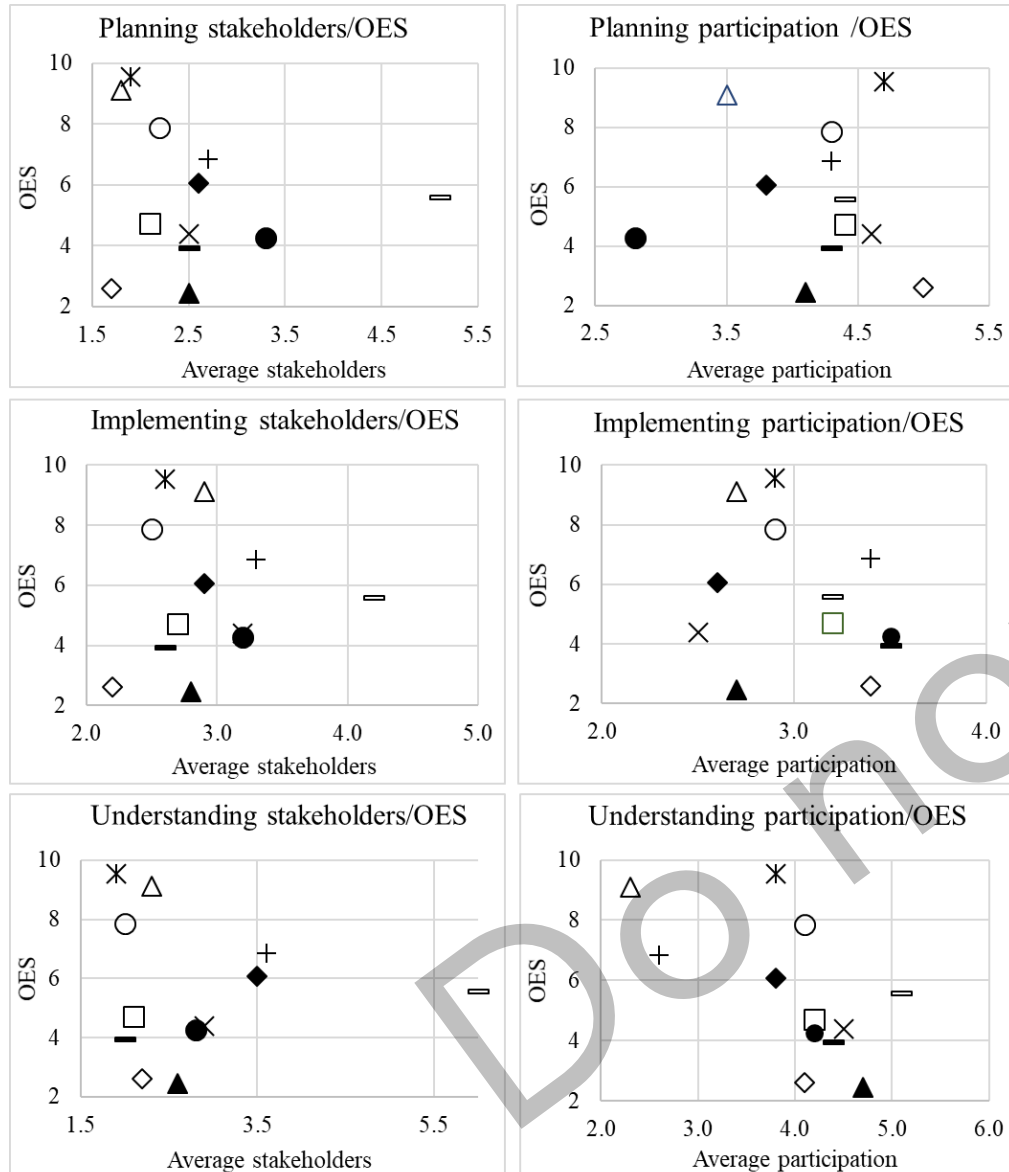 Planning stakeholders/OES
10
8
6
4
2
OES
1.5 2.5 3.5 4.5 5.5
Average stakeholders
Planning participation /OES
10
8
6
4
2
OES
2.5 3.5 4.5 5.5
Average participation
Implementing stakeholders/OES
10
8
6
4
2
OES
2.0 3.0 4.0 5.0
Average stakeholders
Implementing participation/OES
10
8
6
4
2
OES
2.0 3.0 4.0
Average participation
Understanding stakeholders/OES
10
8
6
4
2
OES
1.5 3.5 5.5
Average stakeholders
Understanding participation/OES
10
8
6
4
2
OES
2.0 3.0 4.0 5.0 6.0
Average participation
Do no